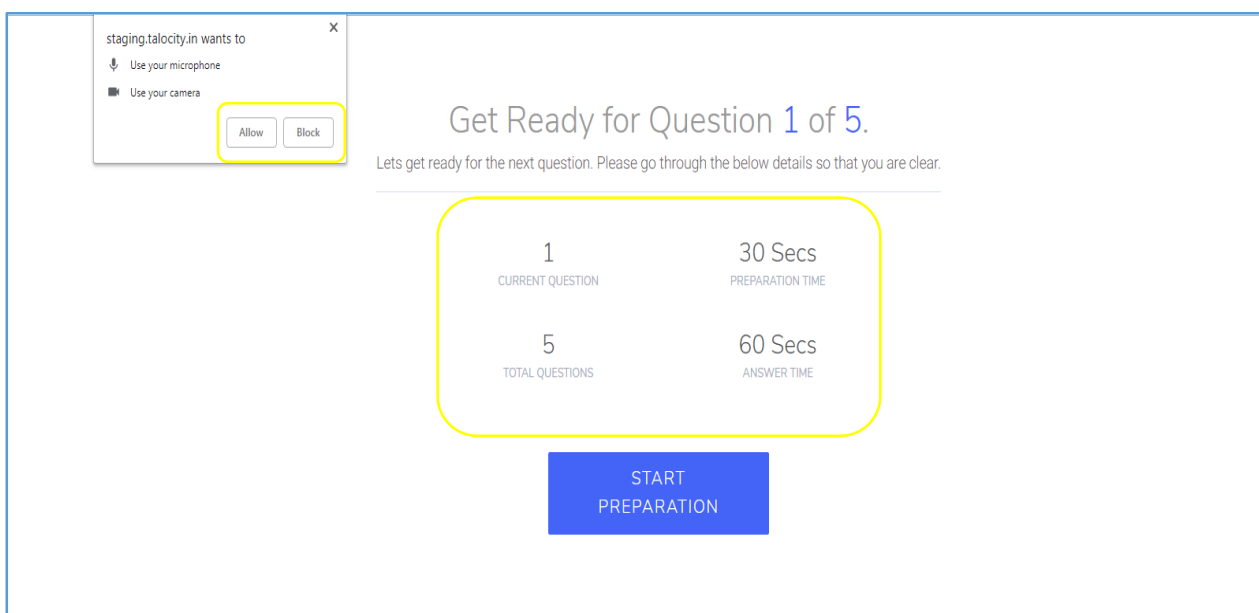 staging.talocity.in wants to
X
Use your microphone
Use your camera
Allow Block
Get Ready for Question 1 of 5.
Lets get ready for the next question. Please go through the below details so that you are clear.
1
CURRENT QUESTION
30 Secs
PREPARATION TIME
5
TOTAL QUESTIONS
60 Secs
ANSWER TIME
START
PREPARATION